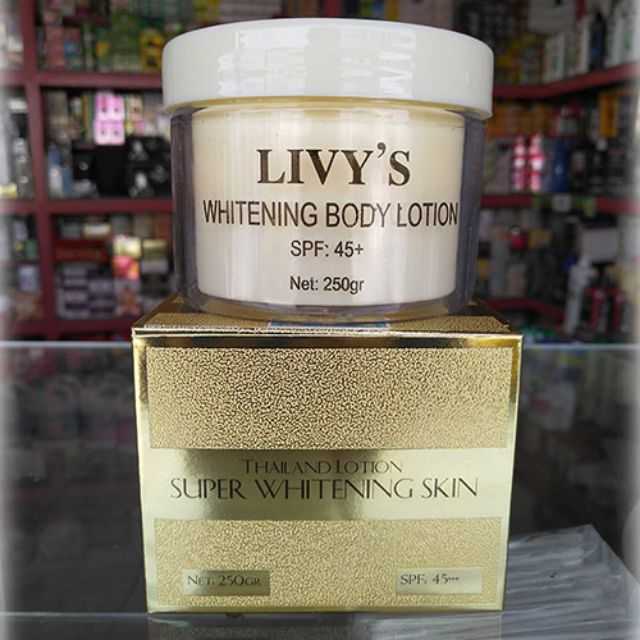 LIVY'S
WHITENING BODY LOTION
SPF: 45+
Net: 250gr
THAILAND LOTION
SUPER WHITENING SKIN
NET: 250GR
SPF: 45+++